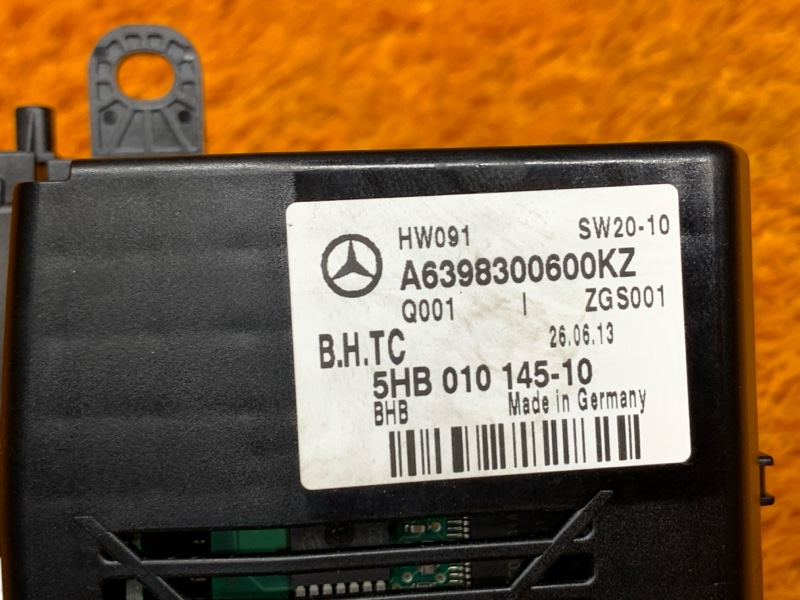 HW091 SW20-10
A6398300600KZ
Q001 | ZGS001
B.H.TC 26.06.13
5HB 010 145-10
BHB Made in Germany